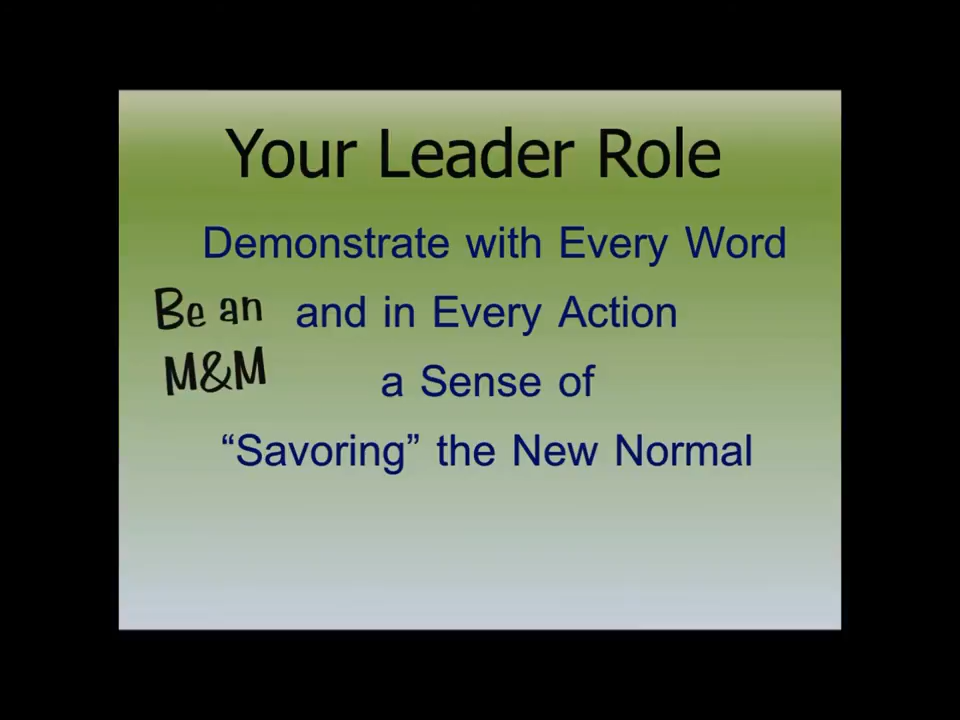 Your Leader Role
Demonstrate with Every Word
and in Every Action
a Sense of
“Savoring” the New Normal
Be an
M&M